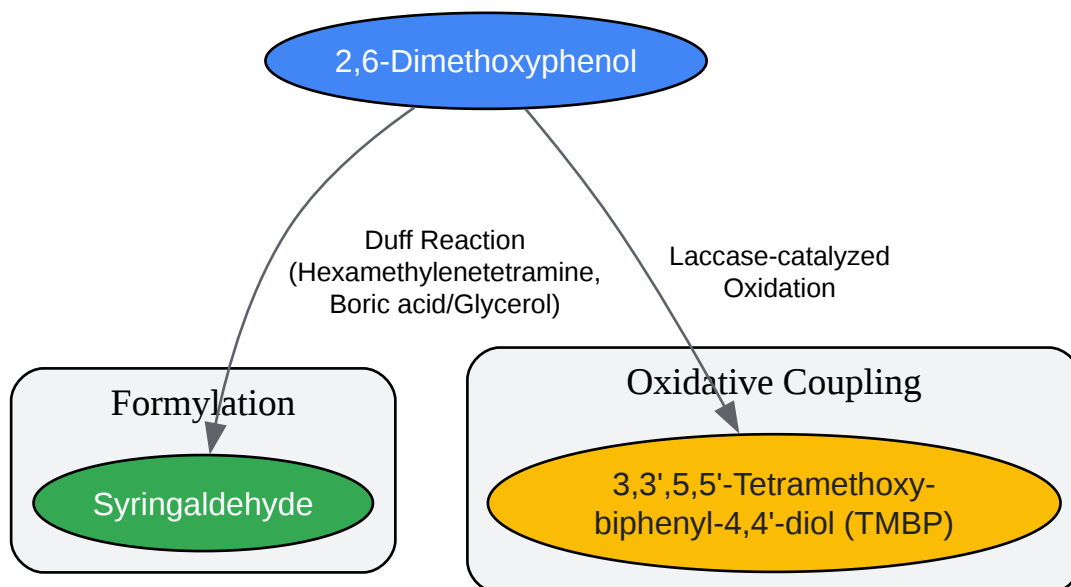 2,6-Dimethoxyphenol
Duff Reaction
(Hexamethylenetetramine,
Boric acid/Glycerol)
Laccase-catalyzed
Oxidation
Formylation
Syringaldehyde
Oxidative Coupling
3,3',5,5'-Tetramethoxy-
biphenyl-4,4'-diol (TMBP)